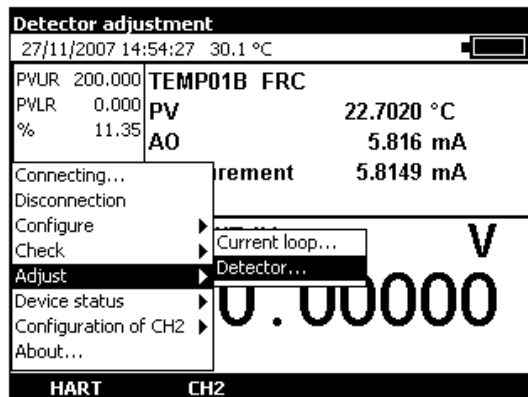 Detector adjustment
27/11/2007 14:54:27 30.1 °C
PVUR 200.000
PVLR 0.000
% 11.35
TEMP01B FRC
PV 22.7020 °C
AO 5.816 mA
rement 5.8149 mA
Connecting...
Disconnection
Configure
Check
Adjust
Device status
Configuration of CH2
About...
Current loop...
Detector...
V
0.00000
HART CH2